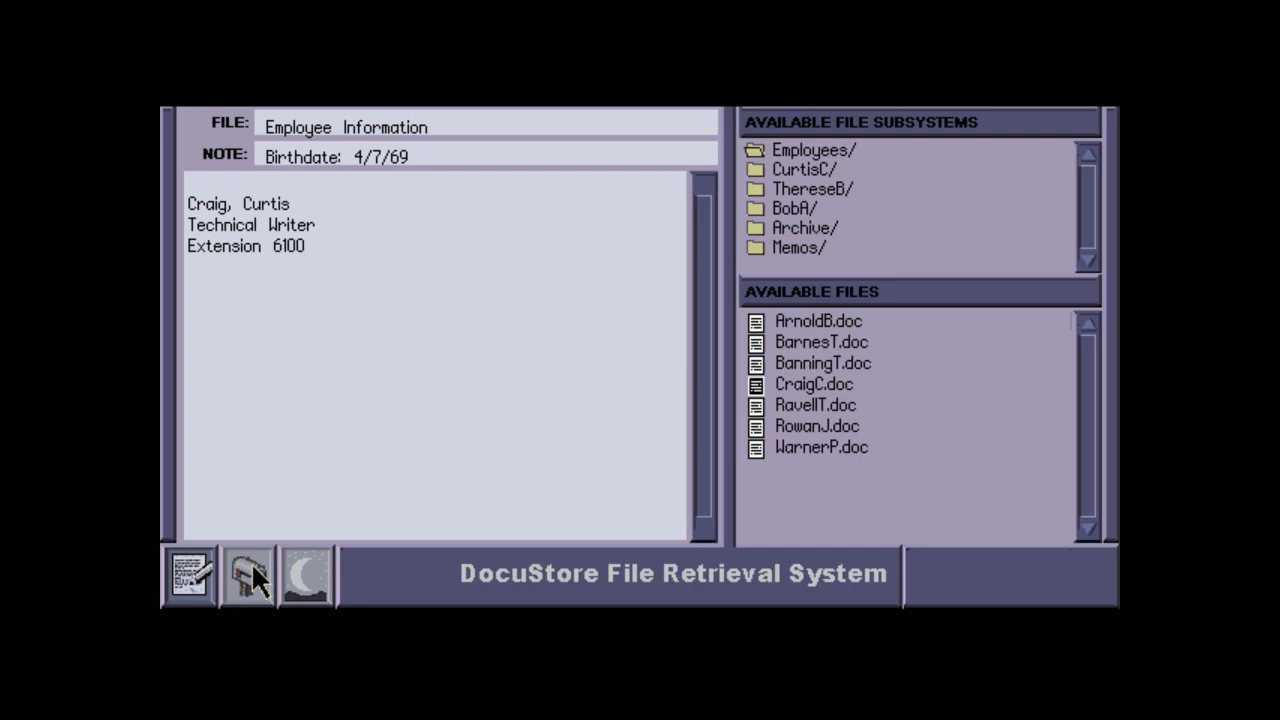 FILE: Employee Information
NOTE: Birthdate: 4/7/69
Craig, Curtis
Technical Writer
Extension 6100
AVAILABLE FILE SUBSYSTEMS
Employees/
CurtisC/
ThereseB/
BobA/
Archive/
Memos/
AVAILABLE FILES
ArnoldB.doc
BarnesT.doc
BanningT.doc
CraigC.doc
RavellT.doc
RowanJ.doc
WarnerP.doc
DocuStore File Retrieval System